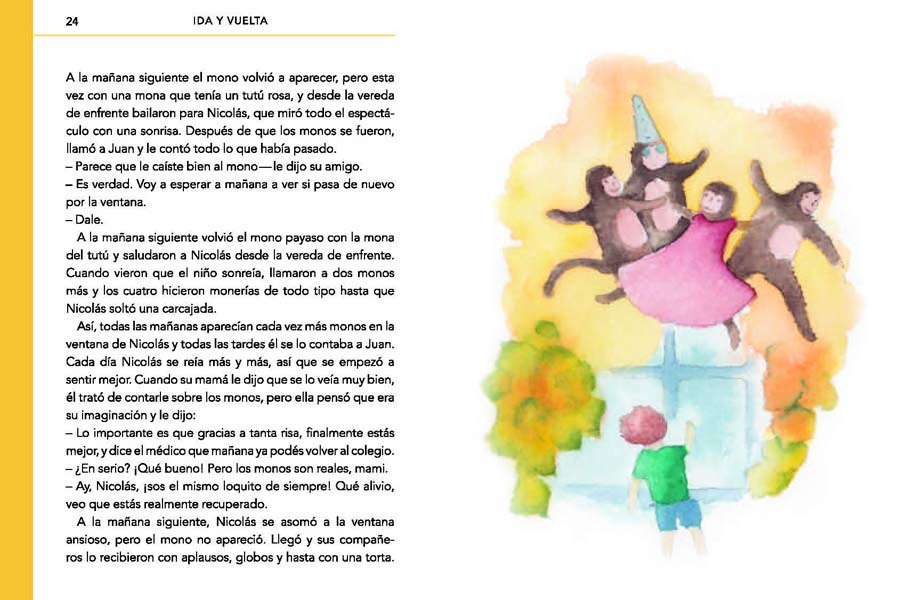 24
IDA Y VUELTA
A la mañana siguiente el mono volvió a aparecer, pero esta
vez con una mona que tenía un tutú rosa, y desde la vereda
de enfrente bailaron para Nicolás, que miró todo el espectá-
culo con una sonrisa. Después de que los monos se fueron,
llamó a Juan y le contó todo lo que había pasado.
– Parece que le caíste bien al mono—le dijo su amigo.
– Es verdad. Voy a esperar a mañana a ver si pasa de nuevo
por la ventana.
– Dale.
A la mañana siguiente volvió el mono payaso con la mona
del tutú y saludaron a Nicolás desde la vereda de enfrente.
Cuando vieron que el niño sonreía, llamaron a dos monos
más y los cuatro hicieron monerías de todo tipo hasta que
Nicolás soltó una carcajada.
Así, todas las mañanas aparecían cada vez más monos en la
ventana de Nicolás y todas las tardes él se lo contaba a Juan.
Cada día Nicolás se reía más y más, así que se empezó a
sentir mejor. Cuando su mamá le dijo que se lo veía muy bien,
él trató de contarle sobre los monos, pero ella pensó que era
su imaginación y le dijo:
– Lo importante es que gracias a tanta risa, finalmente estás
mejor, y dice el médico que mañana ya podés volver al colegio.
– ¿En serio? ¡Qué bueno! Pero los monos son reales, mami.
– Ay, Nicolás, ¡sos el mismo loquito de siempre! Qué alivio,
veo que estás realmente recuperado.
A la mañana siguiente, Nicolás se asomó a la ventana
ansioso, pero el mono no apareció. Llegó y sus compañe-
ros lo recibieron con aplausos, globos y hasta con una torta.